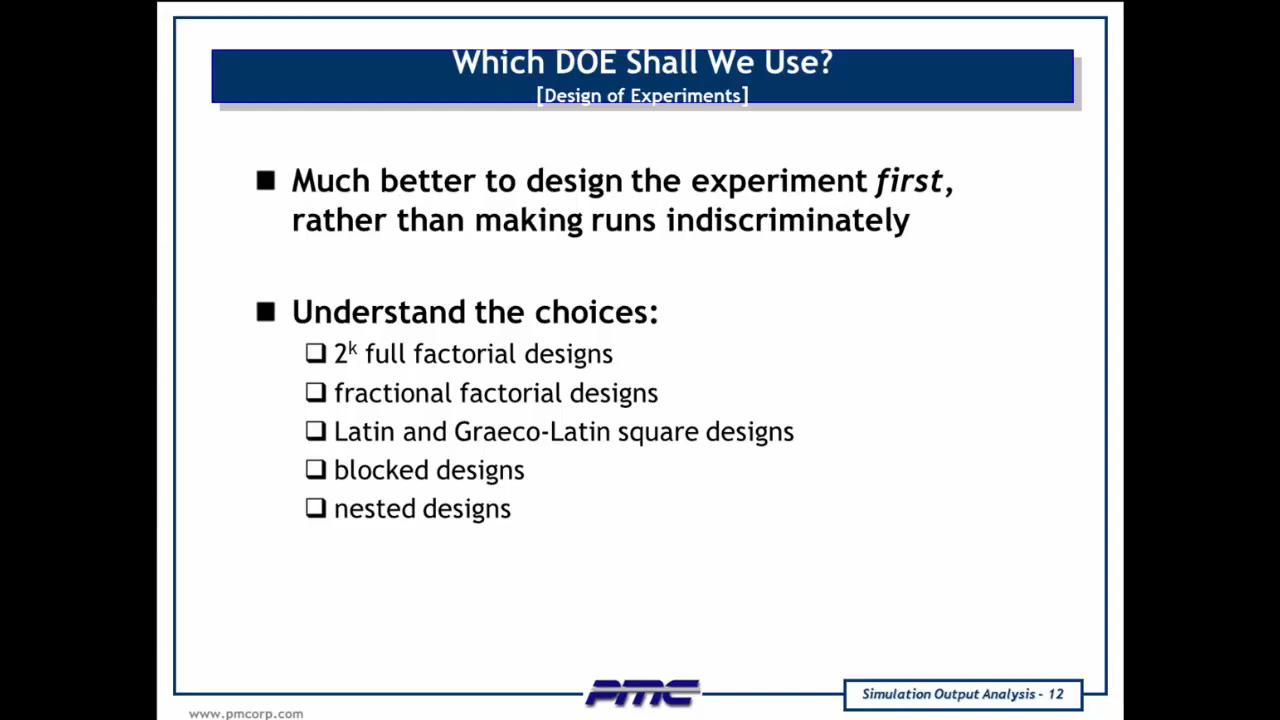 Which DOE Shall We Use?
[Design of Experiments]
Much better to design the experiment first,
rather than making runs indiscriminately
Understand the choices:
2ᵏ full factorial designs
fractional factorial designs
Latin and Graeco-Latin square designs
blocked designs
nested designs
PMC
Simulation Output Analysis - 12
www.pmcorp.com